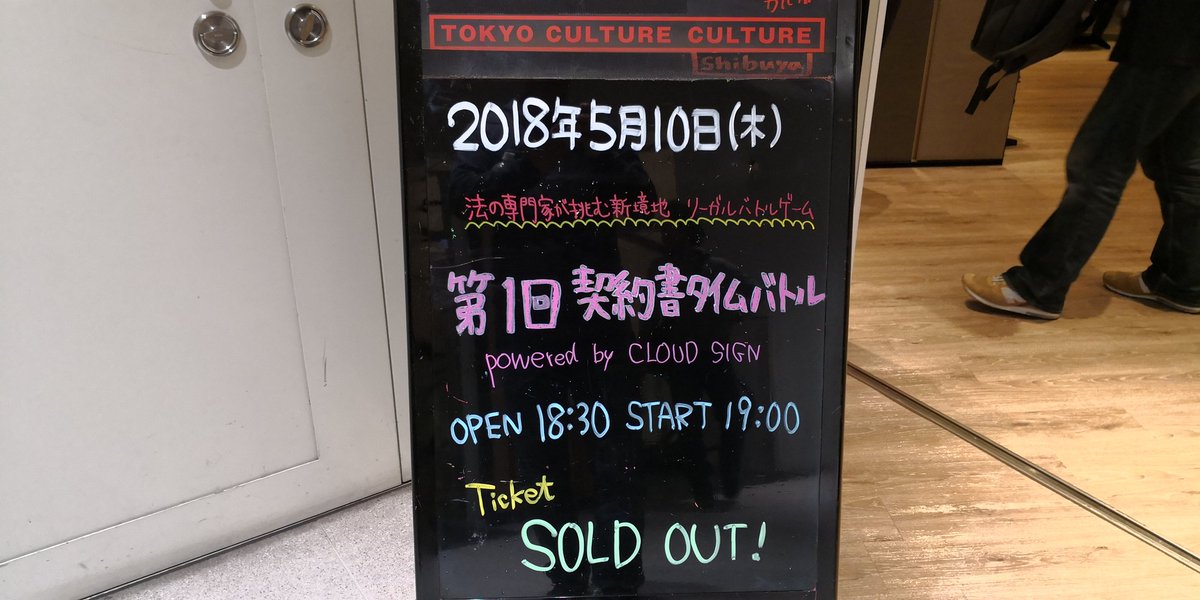 TOKYO CULTURE CULTURE
Shibuya
2018年5月10日(木)
法の専門家が挑む新境地 リーガルバトルゲーム
第1回 契約書タイムバトル
powered by CLOUD SIGN
OPEN 18:30 START 19:00
Ticket
SOLD OUT!